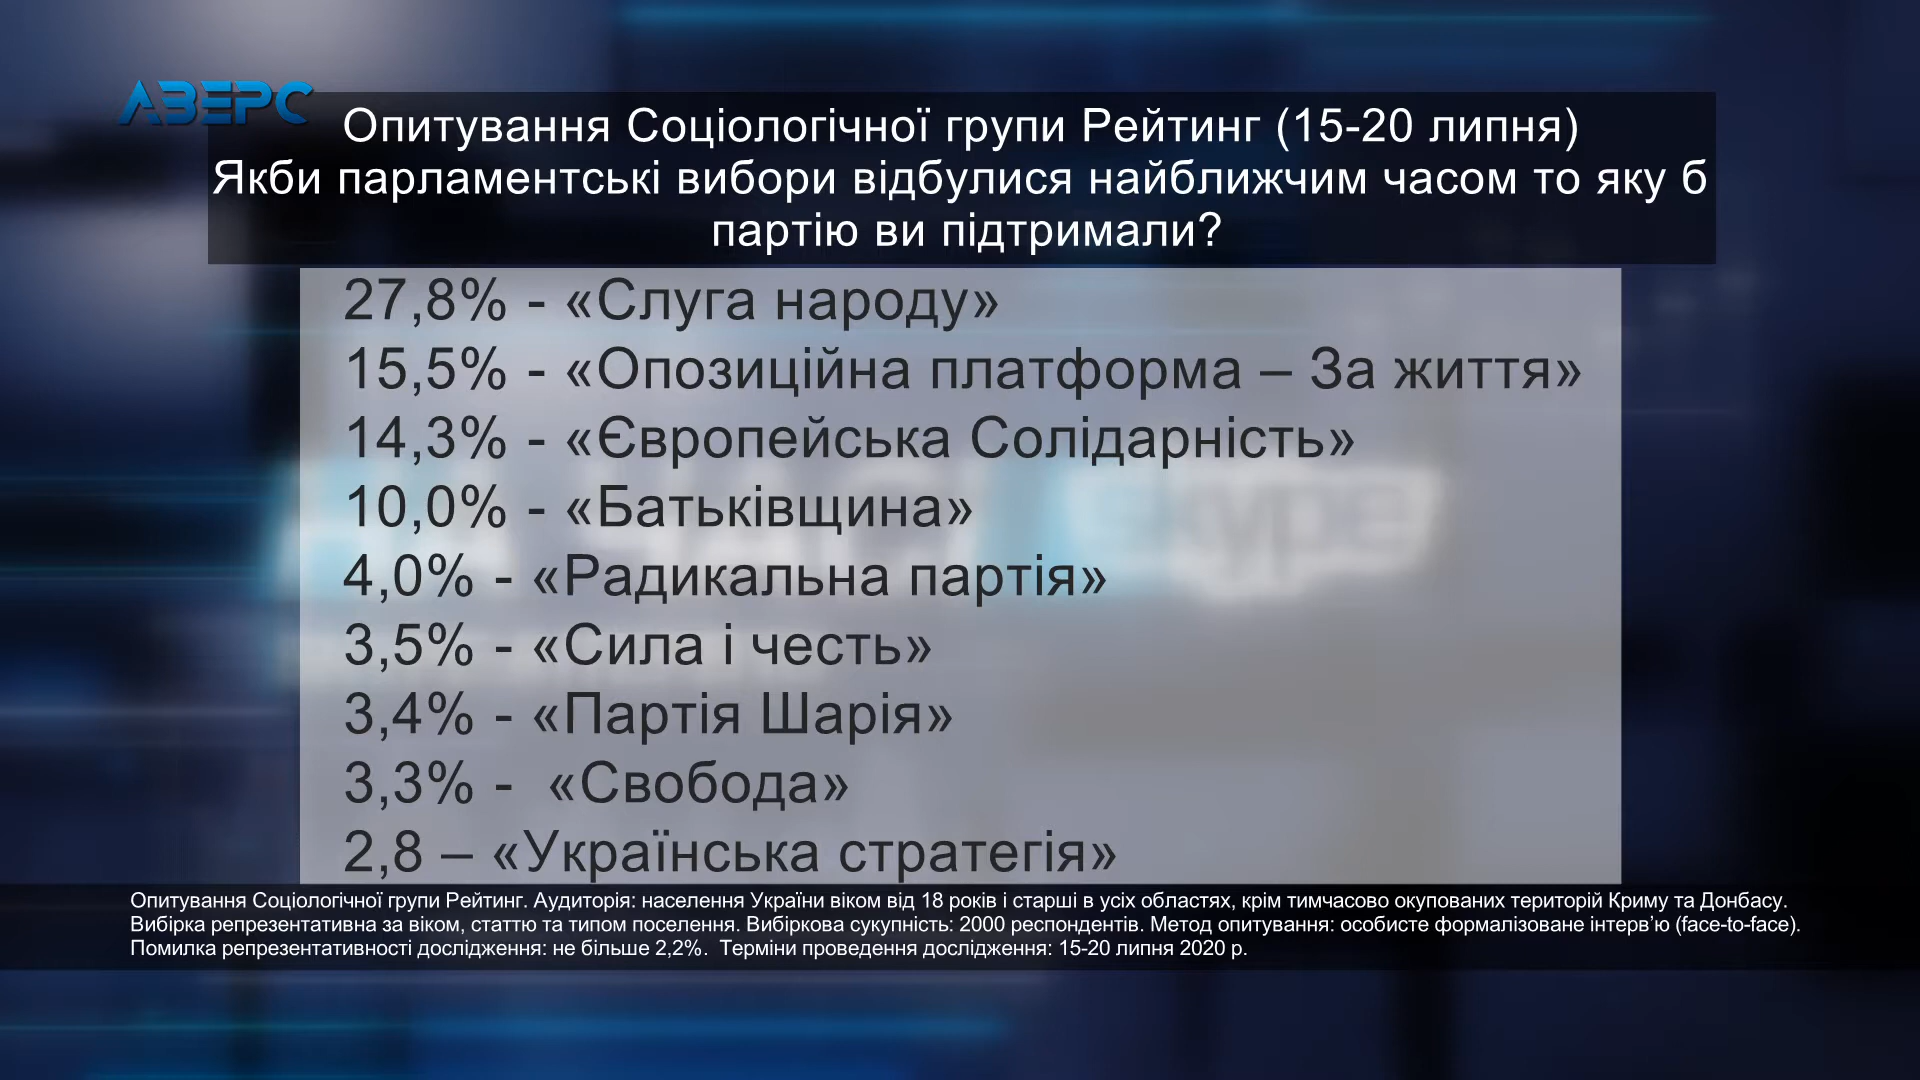 АВЕРС
Опитування Соціологічної групи Рейтинг (15-20 липня)
Якби парламентські вибори відбулися найближчим часом то яку б
партію ви підтримали?
27,8% - «Слуга народу»
15,5% - «Опозиційна платформа – За життя»
14,3% - «Європейська Солідарність»
10,0% - «Батьківщина»
4,0% - «Радикальна партія»
3,5% - «Сила і честь»
3,4% - «Партія Шарія»
3,3% -  «Свобода»
2,8 – «Українська стратегія»
Опитування Соціологічної групи Рейтинг. Аудиторія: населення України віком від 18 років і старші в усіх областях, крім тимчасово окупованих територій Криму та Донбасу.
Вибірка репрезентативна за віком, статтю та типом поселення. Вибіркова сукупність: 2000 респондентів. Метод опитування: особисте формалізоване інтерв’ю (face-to-face).
Помилка репрезентативності дослідження: не більше 2,2%.  Терміни проведення дослідження: 15-20 липня 2020 р.